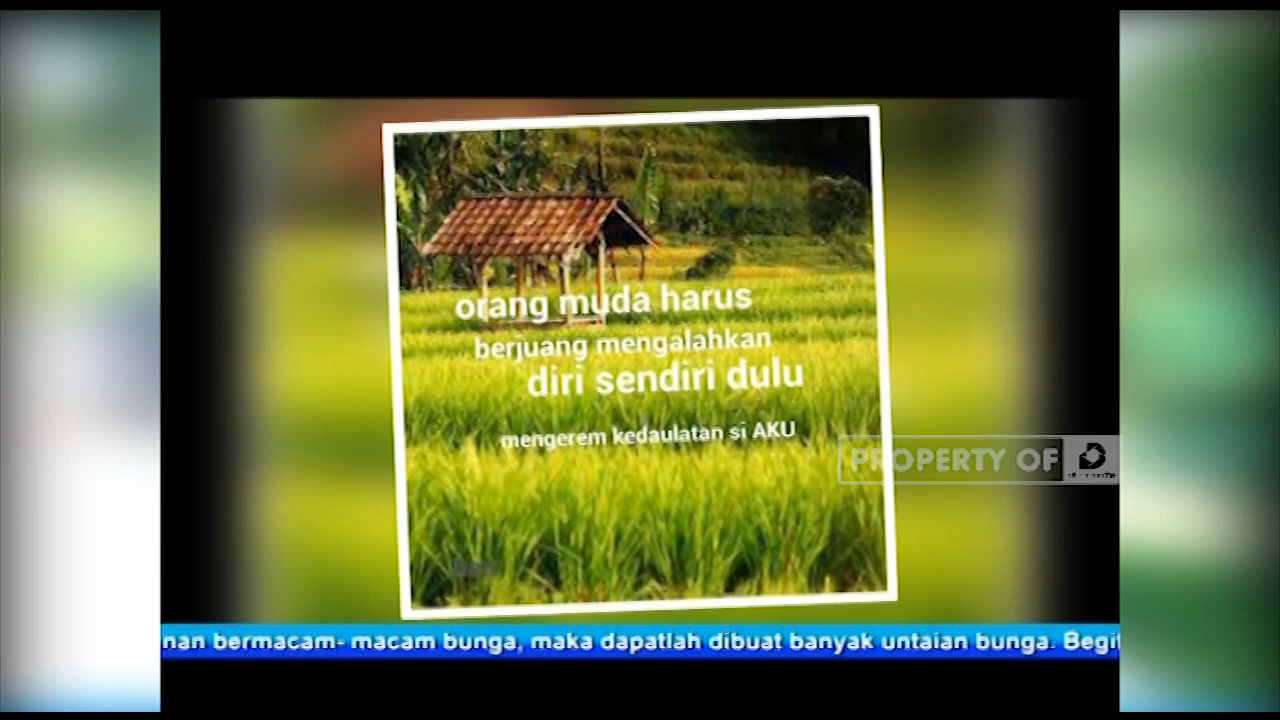 orang muda harus
berjuang mengalahkan
diri sendiri dulu
mengerem kedaulatan si AKU
PROPERTY OF
nan bermacam- macam bunga, maka dapatlah dibuat banyak untaian bunga. Begit